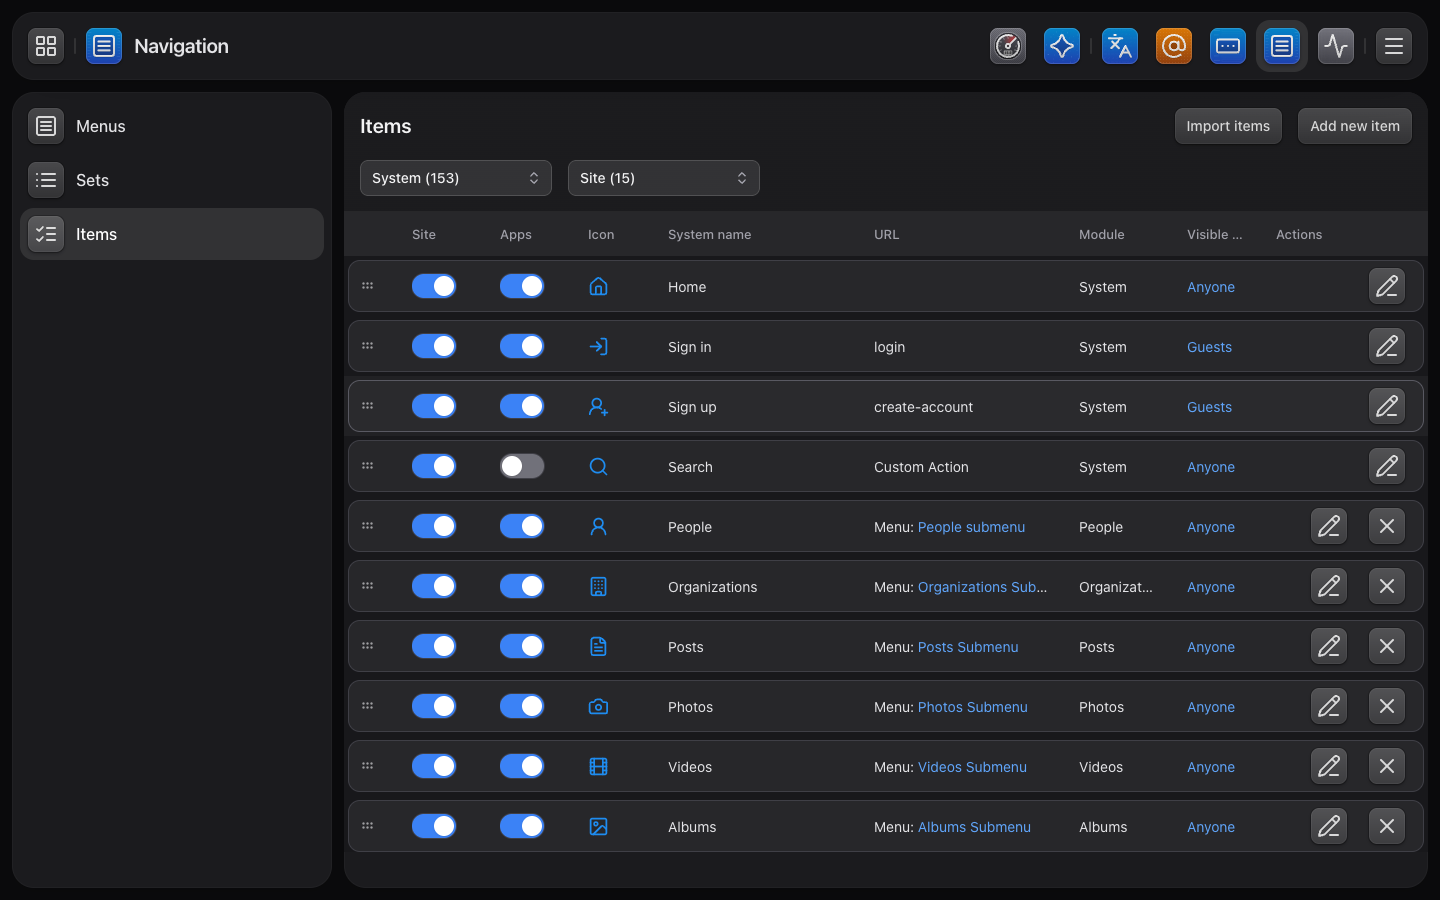 Navigation
Menus
Sets
Items
Items
Import items
Add new item
System (153)
Site (15)
Site Apps Icon System name URL Module Visible ... Actions
Home System Anyone
Sign in login System Guests
Sign up create-account System Guests
Search Custom Action System Anyone
People Menu: People submenu People Anyone
Organizations Menu: Organizations Sub... Organizat... Anyone
Posts Menu: Posts Submenu Posts Anyone
Photos Menu: Photos Submenu Photos Anyone
Videos Menu: Videos Submenu Videos Anyone
Albums Menu: Albums Submenu Albums Anyone